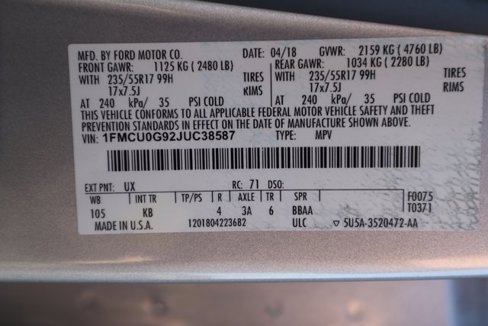 MFD. BY FORD MOTOR CO. 04/18 GVWR: 2159 KG ( 4760 LB)
FRONT GAWR: 1125 KG ( 2480 LB) REAR GAWR: 1034 KG ( 2280 LB)
WITH 235/55R17 99H TIRES WITH 235/55R17 99H TIRES
17x7.5J RIMS 17x7.5J RIMS
AT 240 kPa/ 35 PSI COLD AT 240 kPa/ 35 PSI COLD
THIS VEHICLE CONFORMS TO ALL APPLICABLE FEDERAL MOTOR VEHICLE SAFETY AND
THEFT PREVENTION STANDARDS IN EFFECT ON THE DATE OF MANUFACTURE SHOWN ABOVE.
VIN: 1FMCU0G92JUC38587 TYPE: MPV
EXT PNT: UX RC: 71 DSO:
WB INT TR TP/PS R AXLE TR SPR F0075
105 KB 4 3A 6 BBAA T0371
MADE IN U.S.A. 1201804223682 ULC ▽ 5U5A-3520472-AA